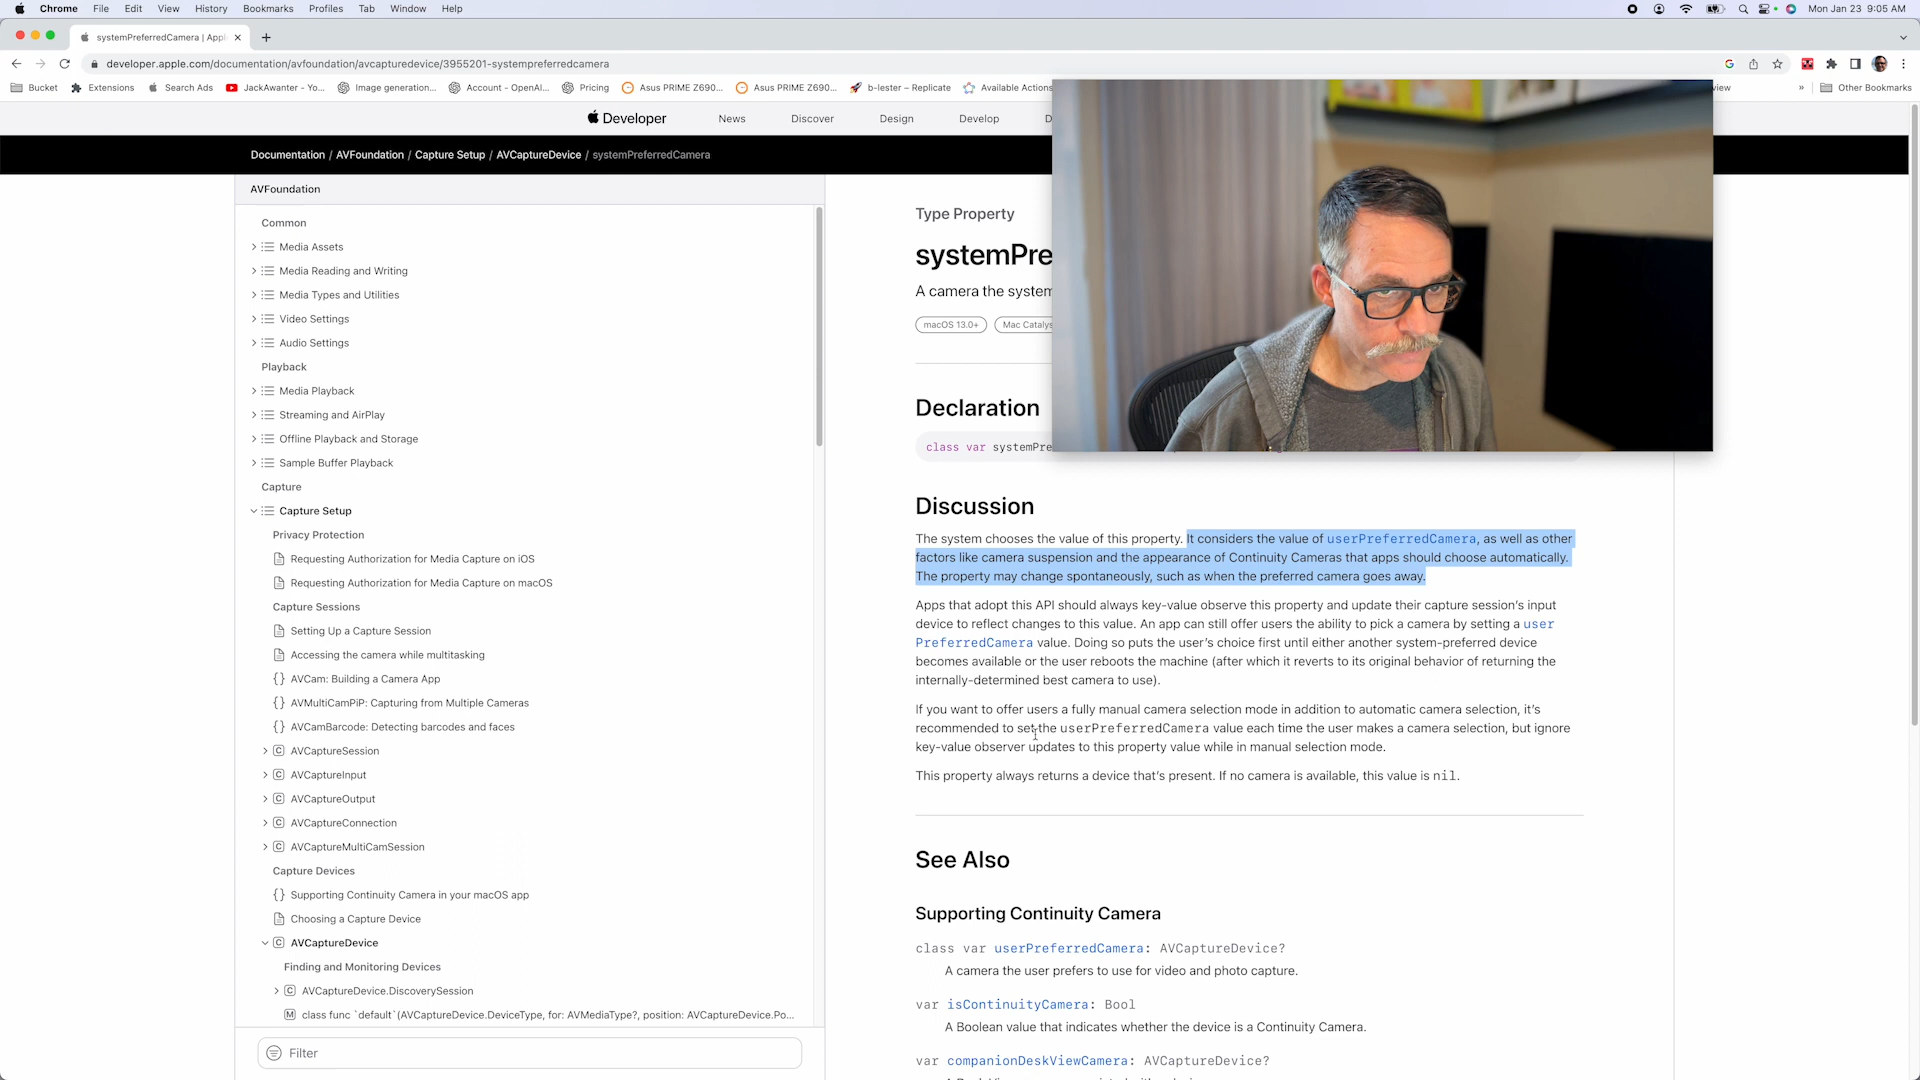 Chrome File Edit View History Bookmarks Profiles Tab Window Help Mon Jan 23 9:05 AM
systemPreferredCamera | App
developer.apple.com/documentation/avfoundation/avcapturedevice/3955201-systempreferredcamera
Bucket Extensions Search Ads JackAwanter - Yo... Image generation... Account - OpenAI... Pricing Asus PRIME Z690... Asus PRIME Z690... b-lester – Replicate Available Actions » Other Bookmarks
Developer News Discover Design Develop D
Documentation / AVFoundation / Capture Setup / AVCaptureDevice / systemPreferredCamera
AVFoundation
Common
Media Assets
Media Reading and Writing
Media Types and Utilities
Video Settings
Audio Settings
Playback
Media Playback
Streaming and AirPlay
Offline Playback and Storage
Sample Buffer Playback
Capture
Capture Setup
Privacy Protection
Requesting Authorization for Media Capture on iOS
Requesting Authorization for Media Capture on macOS
Capture Sessions
Setting Up a Capture Session
Accessing the camera while multitasking
{} AVCam: Building a Camera App
{} AVMultiCamPiP: Capturing from Multiple Cameras
{} AVCamBarcode: Detecting barcodes and faces
C AVCaptureSession
C AVCaptureInput
C AVCaptureOutput
C AVCaptureConnection
C AVCaptureMultiCamSession
Capture Devices
{} Supporting Continuity Camera in your macOS app
Choosing a Capture Device
C AVCaptureDevice
Finding and Monitoring Devices
C AVCaptureDevice.DiscoverySession
M class func `default`(AVCaptureDevice.DeviceType, for: AVMediaType?, position: AVCaptureDevice.Po...
Filter
Type Property
systemPre
A camera the system
macOS 13.0+ Mac Catalys
Declaration
class var systemPre
Discussion
The system chooses the value of this property. It considers the value of userPreferredCamera, as well as other
factors like camera suspension and the appearance of Continuity Cameras that apps should choose automatically.
The property may change spontaneously, such as when the preferred camera goes away.
Apps that adopt this API should always key-value observe this property and update their capture session's input
device to reflect changes to this value. An app can still offer users the ability to pick a camera by setting a user
PreferredCamera value. Doing so puts the user's choice first until either another system-preferred device
becomes available or the user reboots the machine (after which it reverts to its original behavior of returning the
internally-determined best camera to use).
If you want to offer users a fully manual camera selection mode in addition to automatic camera selection, it's
recommended to set the userPreferredCamera value each time the user makes a camera selection, but ignore
key-value observer updates to this property value while in manual selection mode.
This property always returns a device that's present. If no camera is available, this value is nil.
See Also
Supporting Continuity Camera
class var userPreferredCamera: AVCaptureDevice?
A camera the user prefers to use for video and photo capture.
var isContinuityCamera: Bool
A Boolean value that indicates whether the device is a Continuity Camera.
var companionDeskViewCamera: AVCaptureDevice?